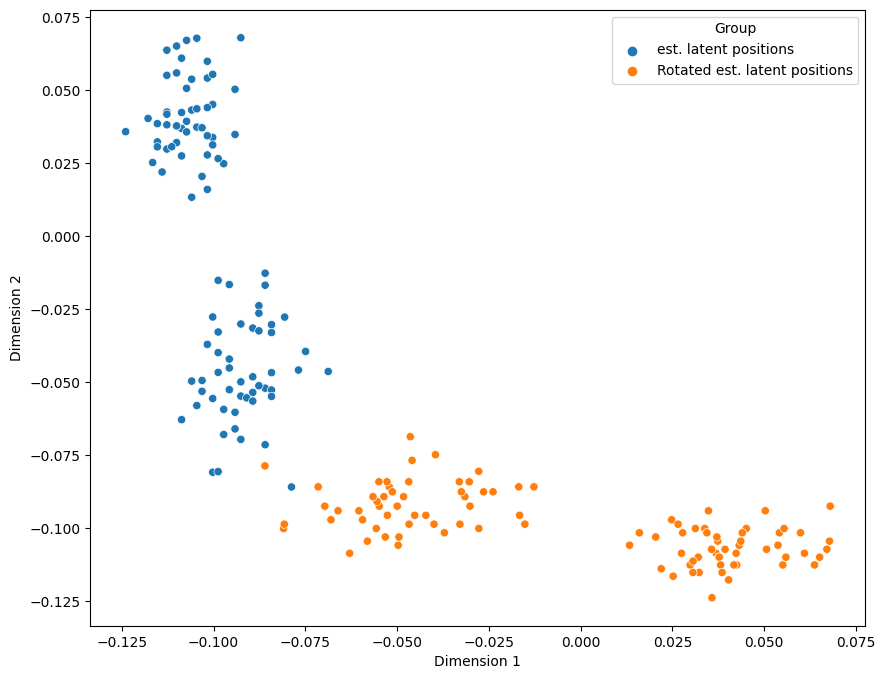 Group
est. latent positions
Rotated est. latent positions
0.075
0.050
0.025
0.000
−0.025
−0.050
−0.075
−0.100
−0.125
Dimension 2
−0.125 −0.100 −0.075 −0.050 −0.025 0.000 0.025 0.050 0.075
Dimension 1